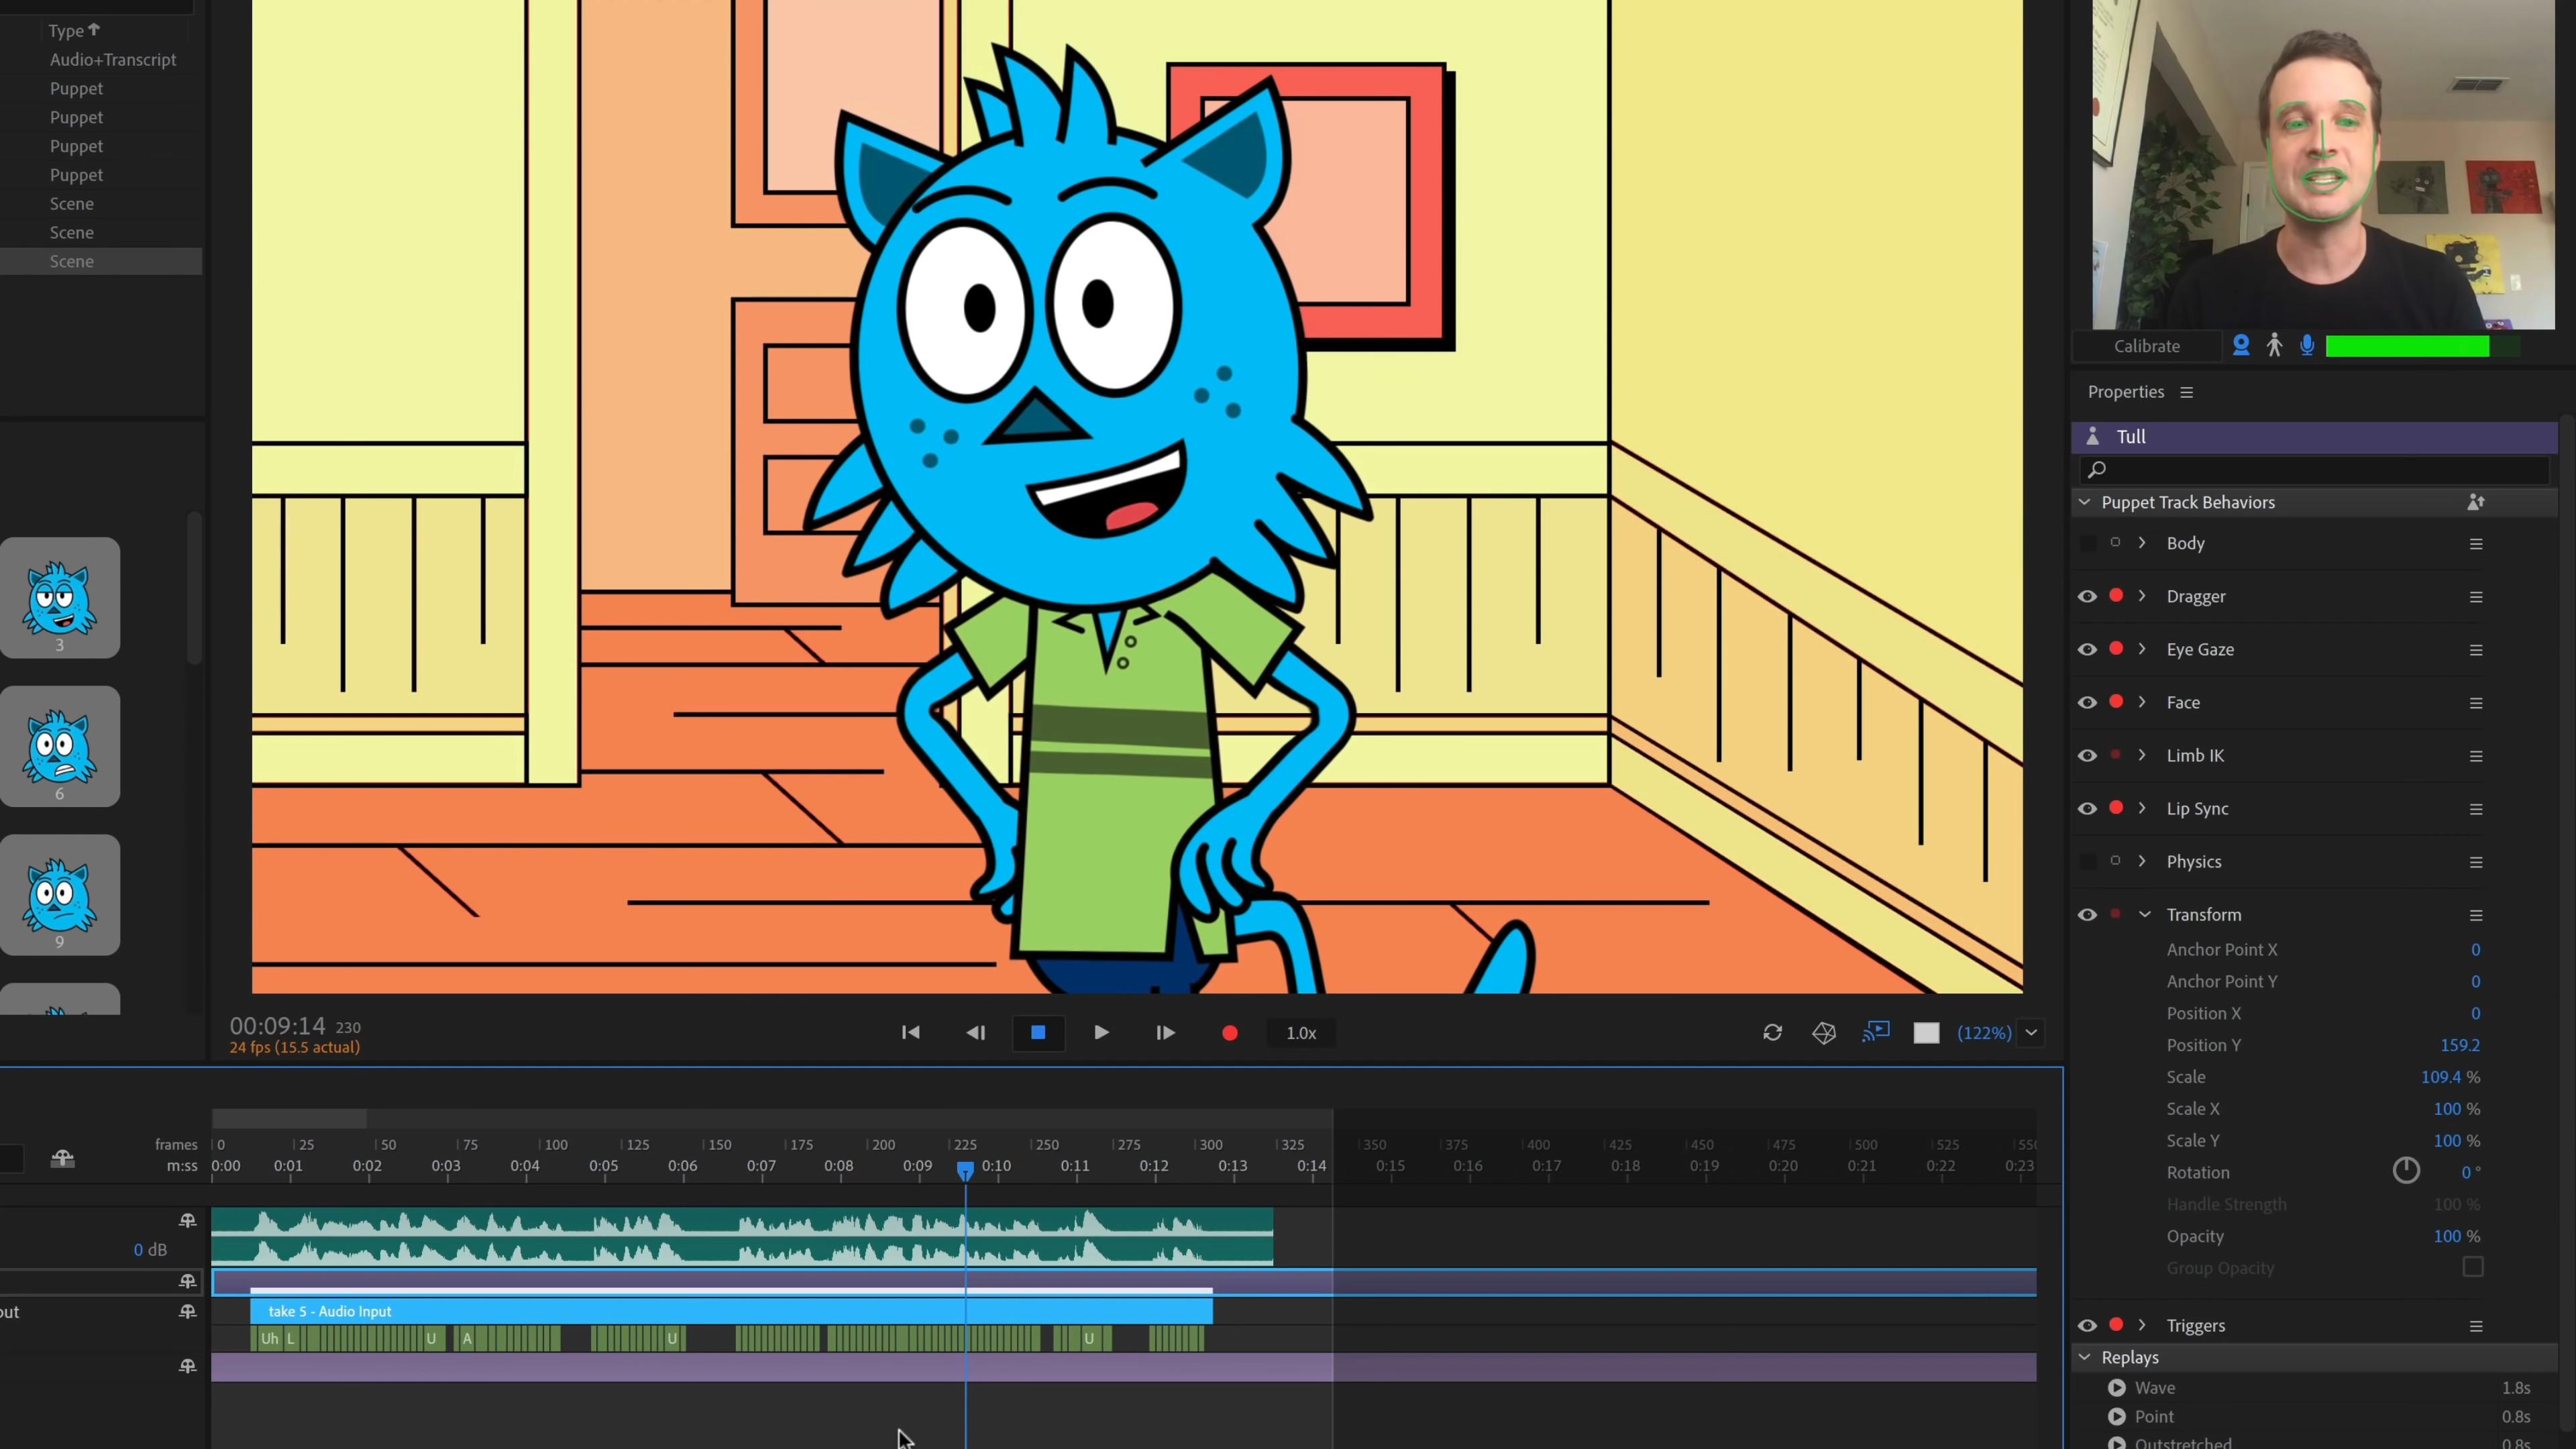 Type
Audio+Transcript
Puppet
Puppet
Puppet
Puppet
Scene
Scene
Scene
3
6
9
Calibrate
Properties
Tull
Puppet Track Behaviors
Body
Dragger
Eye Gaze
Face
Limb IK
Lip Sync
Physics
Transform
Anchor Point X 0
Anchor Point Y 0
Position X 0
Position Y 159.2
Scale 109.4 %
Scale X 100 %
Scale Y 100 %
Rotation 0 °
Handle Strength 100 %
Opacity 100 %
Group Opacity
Triggers
Replays
Wave 1.8s
Point 0.8s
Outstretched 0.8s
00:09:14 230
24 fps (15.5 actual)
1.0x
(122%)
frames 0 25 50 75 100 125 150 175 200 225 250 275 300 325 350 375 400 425 450 475 500 525 550
m:ss 0:00 0:01 0:02 0:03 0:04 0:05 0:06 0:07 0:08 0:09 0:10 0:11 0:12 0:13 0:14 0:15 0:16 0:17 0:18 0:19 0:20 0:21 0:22 0:23
0 dB
out take 5 - Audio Input
Uh L U A U U